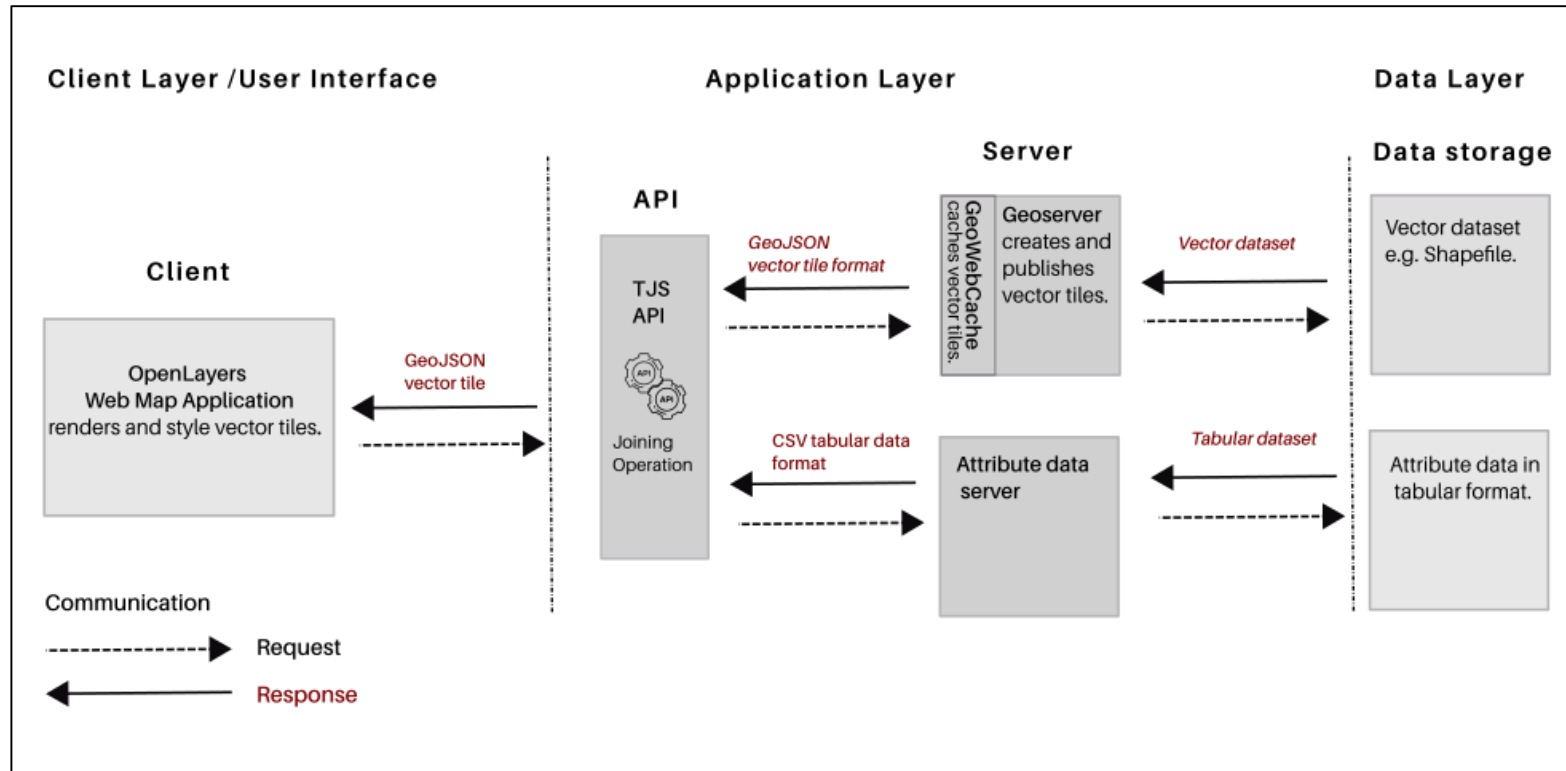 Client Layer /User Interface
Application Layer
Data Layer
Server
Data storage
API
Client
OpenLayers
Web Map Application
renders and style vector tiles.
GeoJSON
vector tile
TJS
API
API
API
Joining
Operation
GeoJSON
vector tile format
CSV tabular data
format
GeoWebCache
caches vector tiles.
Geoserver
creates and
publishes
vector tiles.
Attribute data
server
Vector dataset
Tabular dataset
Vector dataset
e.g. Shapefile.
Attribute data in
tabular format.
Communication
Request
Response